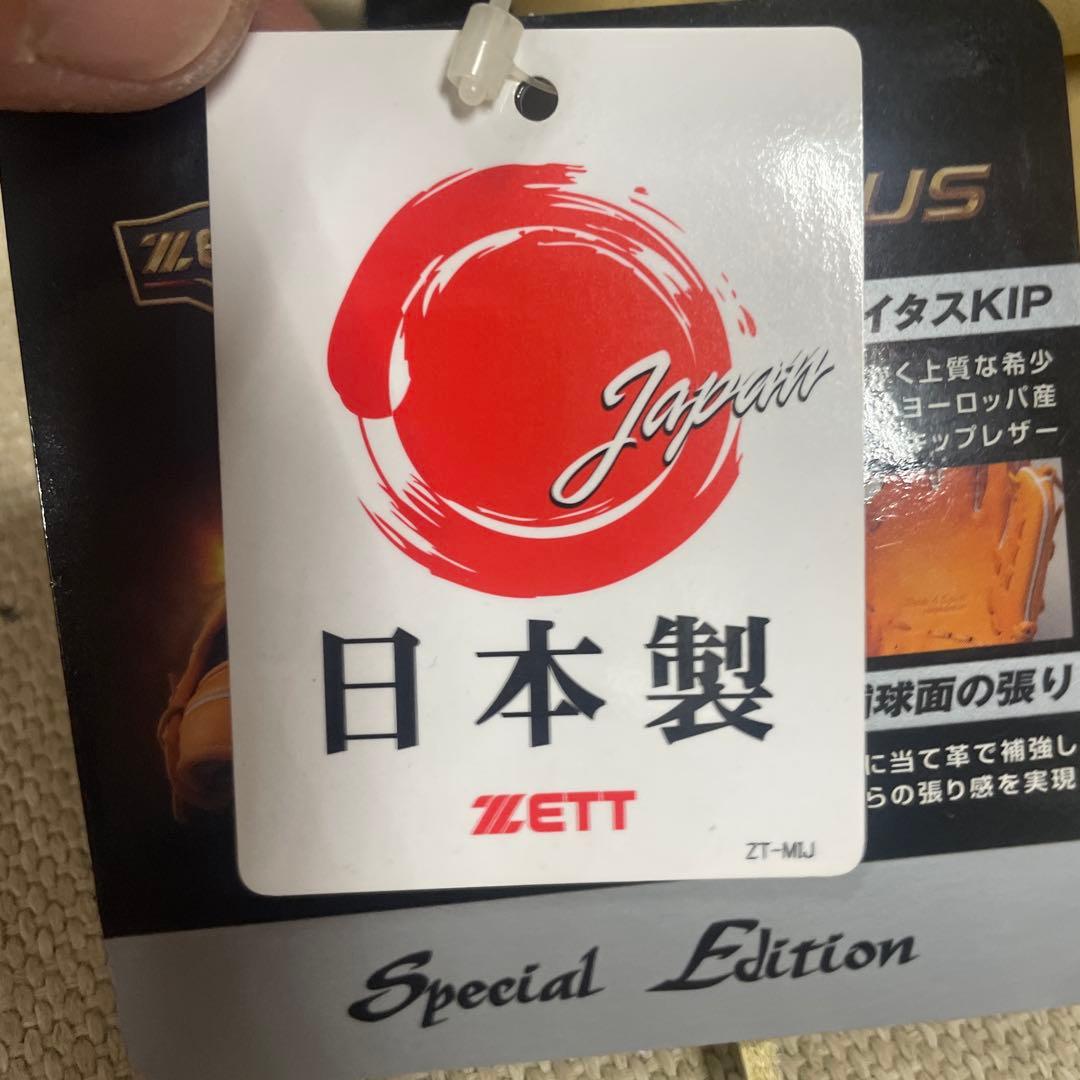 Japan
日本製
ZETT
ZT-MIJ
US
イタスKIP
く上質な希少
ヨーロッパ産
キップレザー
球面の張り
に当て革で補強し
らの張り感を実現
Special Edition